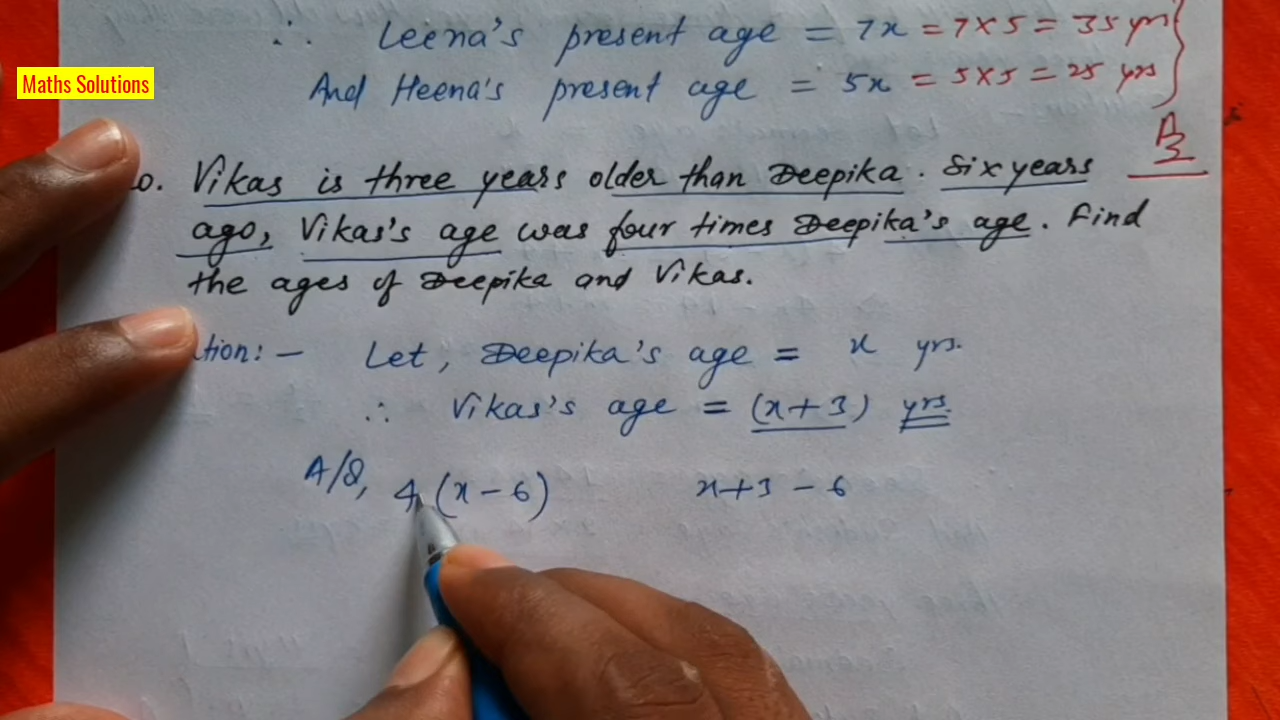 ∴ Leena's present age = 7x = 7×5 = 35 yrs
Maths Solutions
And Heena's present age = 5x = 5×5 = 25 yrs
0. Vikas is three years older than Deepika. Six years
ago, Vikas's age was four times Deepika's age. Find
the ages of Deepika and Vikas.
tion:- Let, Deepika's age = x yrs.
∴ Vikas's age = (x+3) yrs.
A/Q, 4(x-6) x+3-6